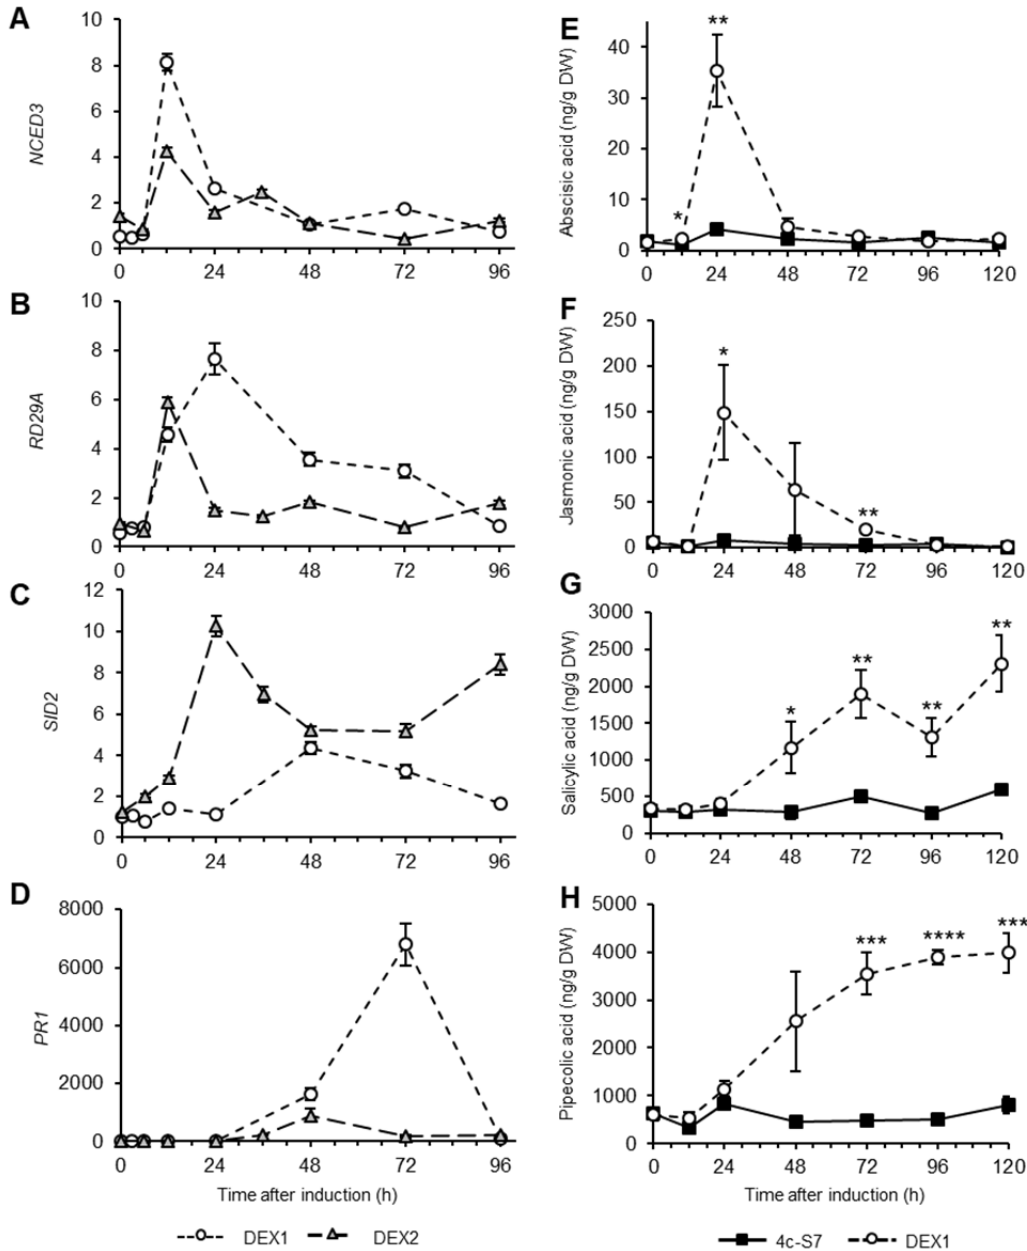 A
NCED3
10
8
6
4
2
0
0 24 48 72 96
B
RD29A
10
8
6
4
2
0
0 24 48 72 96
C
SID2
12
10
8
6
4
2
0
0 24 48 72 96
D
PR1
8000
6000
4000
2000
0
0 24 48 72 96
Time after induction (h)
DEX1 DEX2
E
Abscisic acid (ng/g DW)
40
30
20
10
0
* **
0 24 48 72 96 120
F
Jasmonic acid (ng/g DW)
250
200
150
100
50
0
* **
0 24 48 72 96 120
G
Salicylic acid (ng/g DW)
3000
2500
2000
1500
1000
500
0
* ** ** **
0 24 48 72 96 120
H
Pipecolic acid (ng/g DW)
5000
4000
3000
2000
1000
0
*** **** ***
0 24 48 72 96 120
Time after induction (h)
4c-S7 DEX1